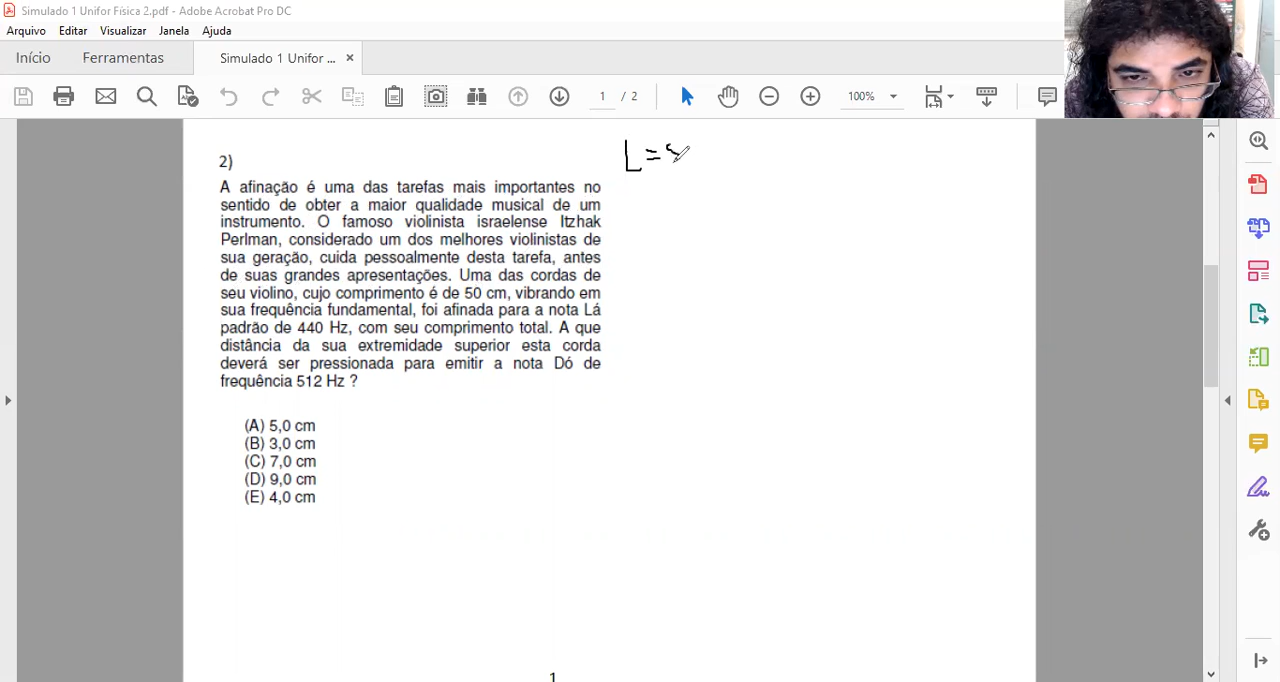 Simulado 1 Unifor Física 2.pdf - Adobe Acrobat Pro DC
Arquivo Editar Visualizar Janela Ajuda
Início Ferramentas Simulado 1 Unifor ... ×
1 / 2 100%
2)
L =
A afinação é uma das tarefas mais importantes no
sentido de obter a maior qualidade musical de um
instrumento. O famoso violinista israelense Itzhak
Perlman, considerado um dos melhores violinistas de
sua geração, cuida pessoalmente desta tarefa, antes
de suas grandes apresentações. Uma das cordas de
seu violino, cujo comprimento é de 50 cm, vibrando em
sua frequência fundamental, foi afinada para a nota Lá
padrão de 440 Hz, com seu comprimento total. A que
distância da sua extremidade superior esta corda
deverá ser pressionada para emitir a nota Dó de
frequência 512 Hz ?
(A) 5,0 cm
(B) 3,0 cm
(C) 7,0 cm
(D) 9,0 cm
(E) 4,0 cm
1